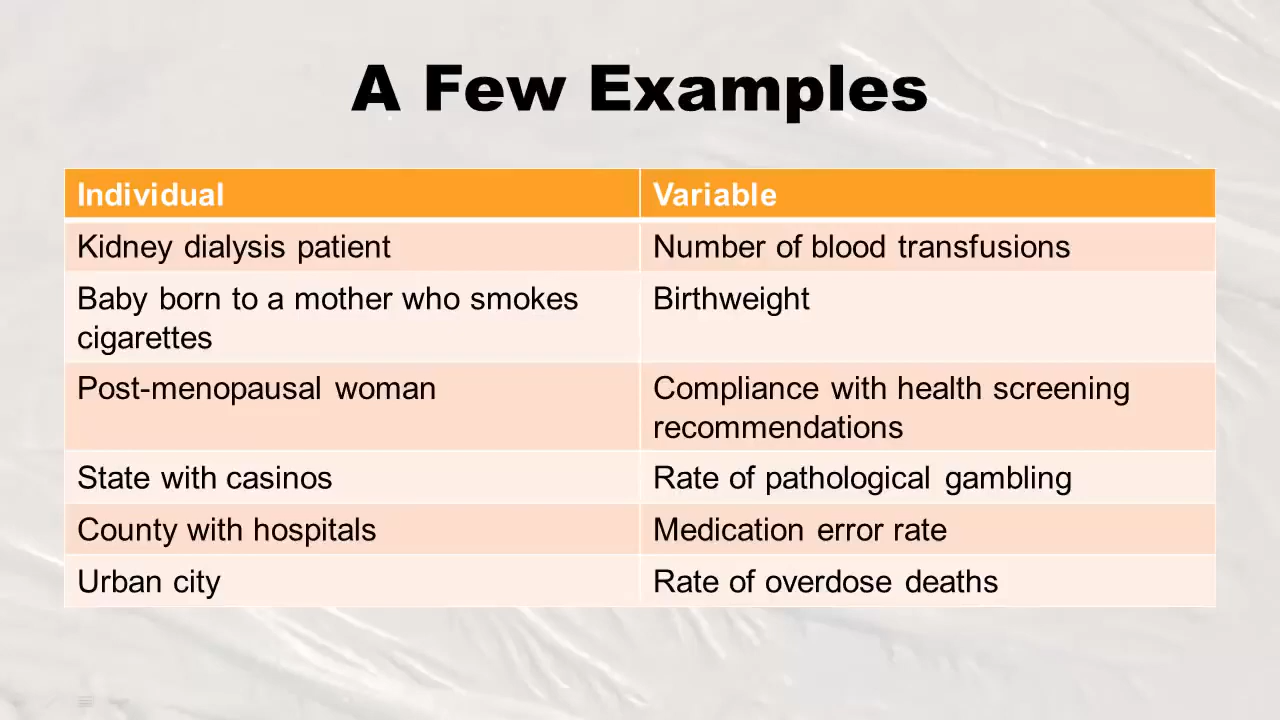 A Few Examples
Individual Variable
Kidney dialysis patient Number of blood transfusions
Baby born to a mother who smokes Birthweight
cigarettes
Post-menopausal woman Compliance with health screening
recommendations
State with casinos Rate of pathological gambling
County with hospitals Medication error rate
Urban city Rate of overdose deaths